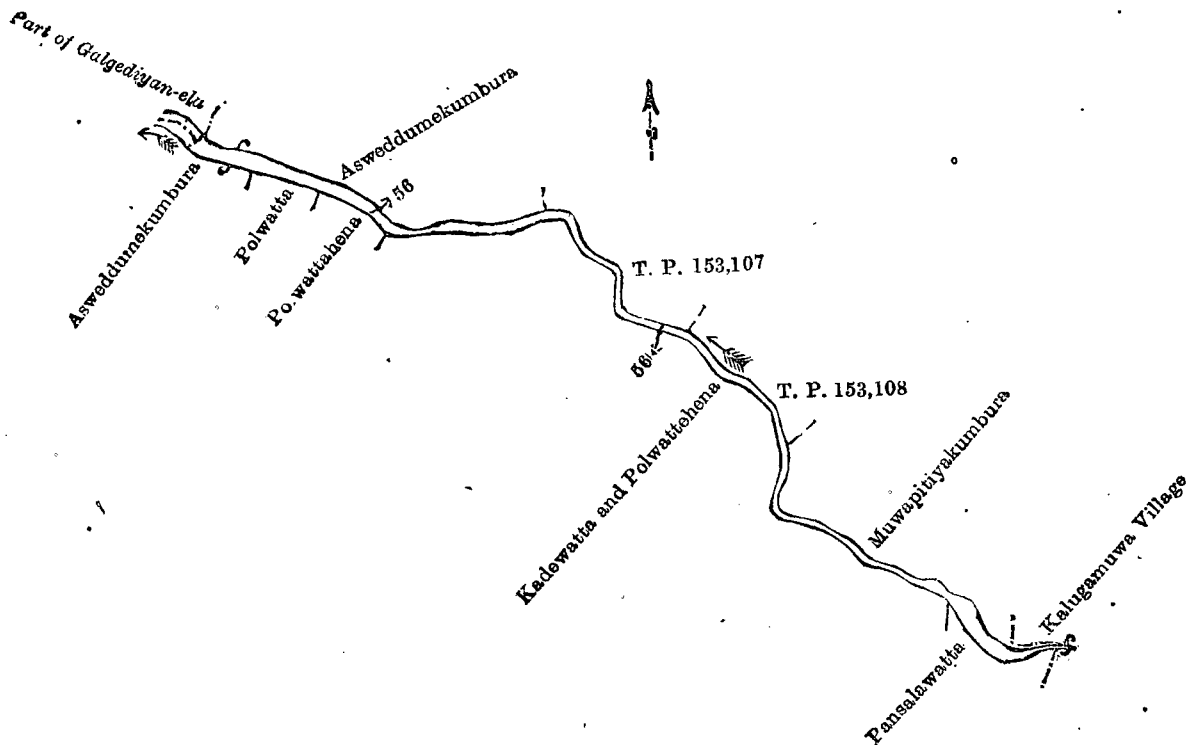 Part of Galgediyan-ela
Asweddumekumbura
Asweddumekumbura
Polwatta
Po.wattahena
56
T. P. 153,107
56
T. P. 153,108
Kadewatta and Polwattehena
Muwapitiyakumbura
Kalugamuwa Village
Pansalawatta